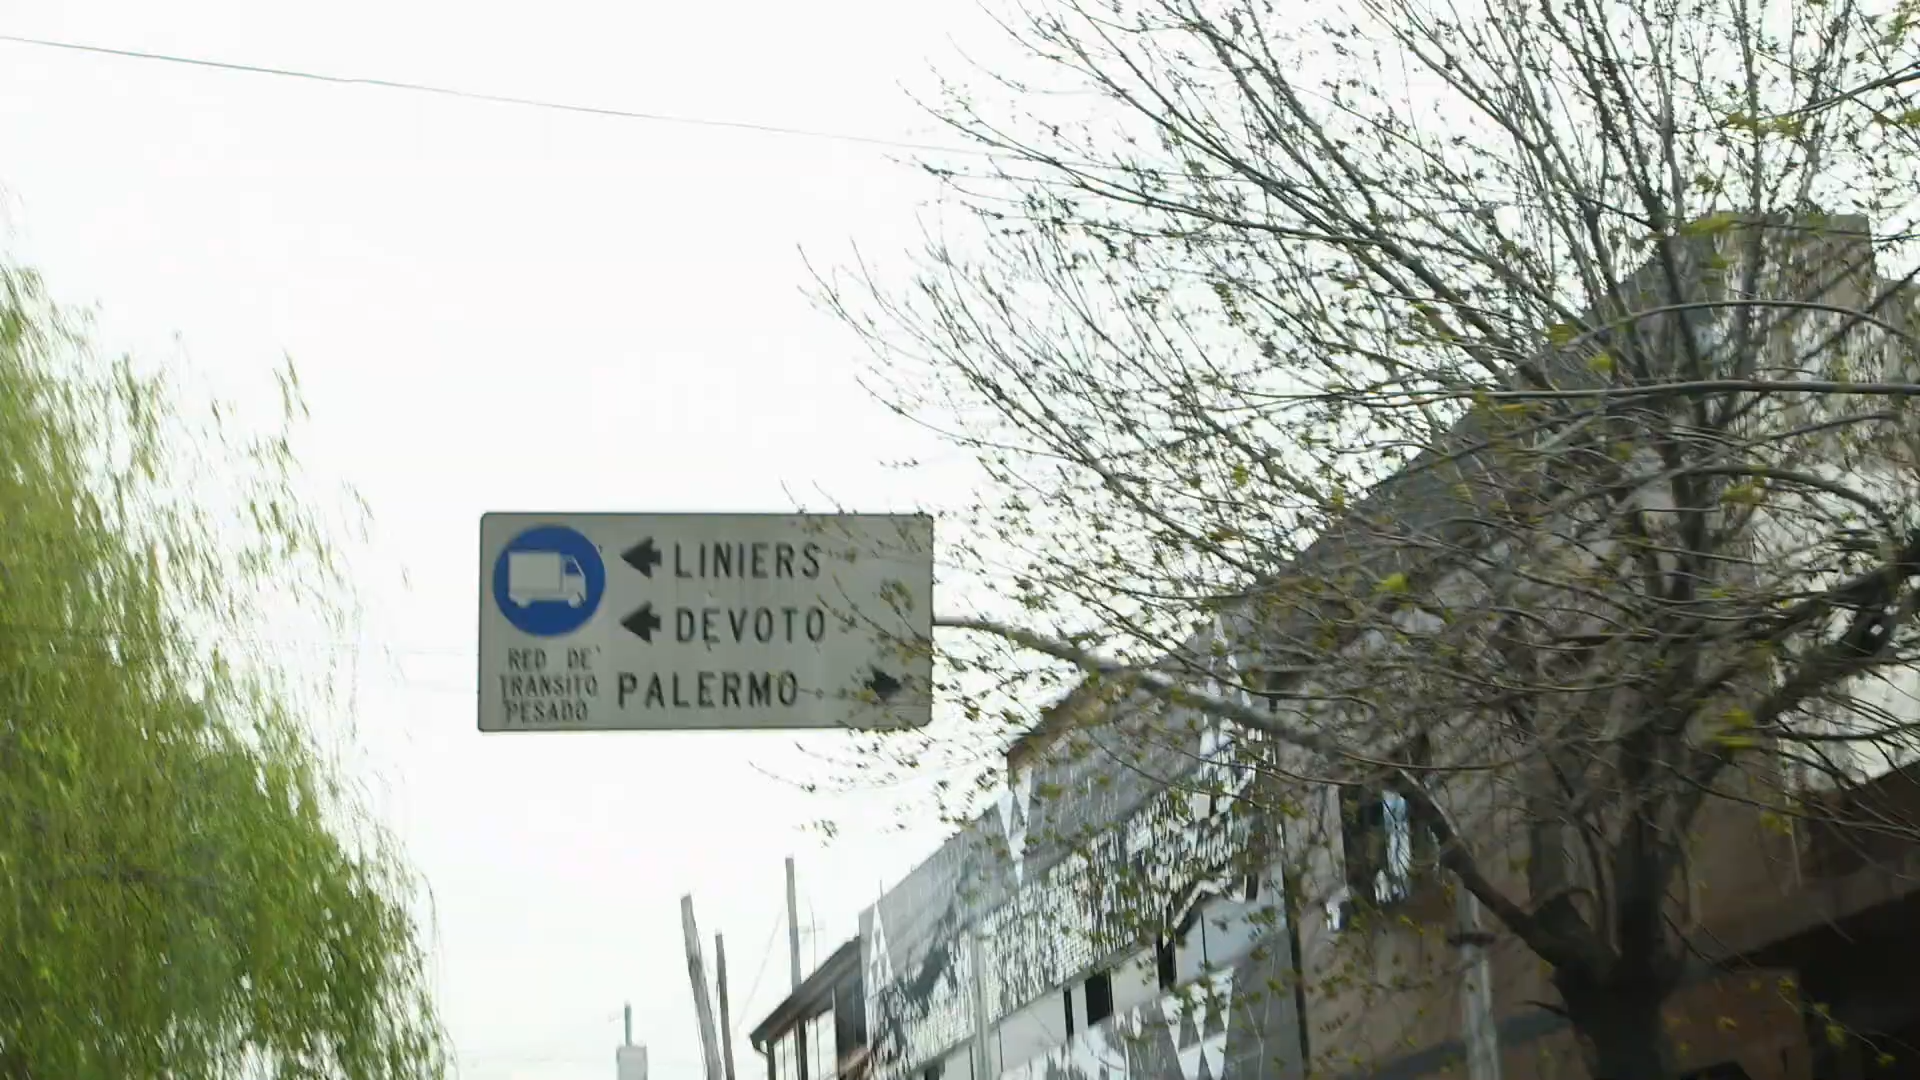 LINIERS
DEVOTO
PALERMO
RED DE
TRANSITO
PESADO